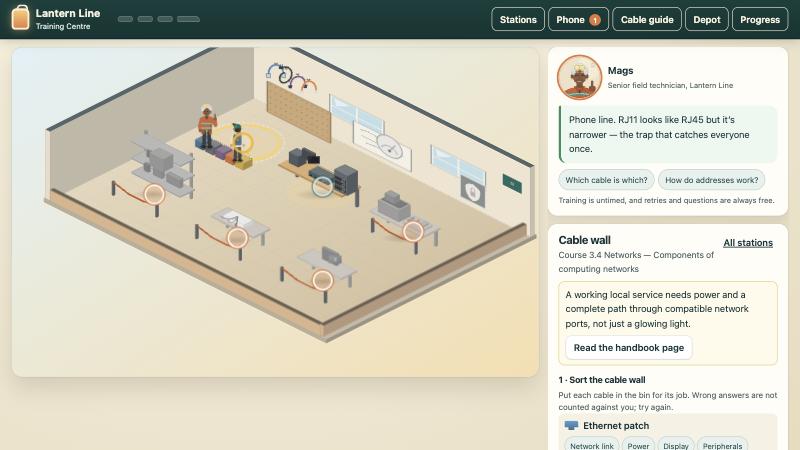 Lantern Line
Training Centre
Stations
Phone 1
Cable guide
Depot
Progress
Mags
Senior field technician, Lantern Line
Phone line. RJ11 looks like RJ45 but it's
narrower — the trap that catches everyone
once.
Which cable is which?
How do addresses work?
Training is untimed, and retries and questions are always free.
Cable wall
All stations
Course 3.4 Networks — Components of
computing networks
A working local service needs power and a
complete path through compatible network
ports, not just a glowing light.
Read the handbook page
1 · Sort the cable wall
Put each cable in the bin for its job. Wrong answers are not
counted against you; try again.
Ethernet patch
Network link
Power
Display
Peripherals